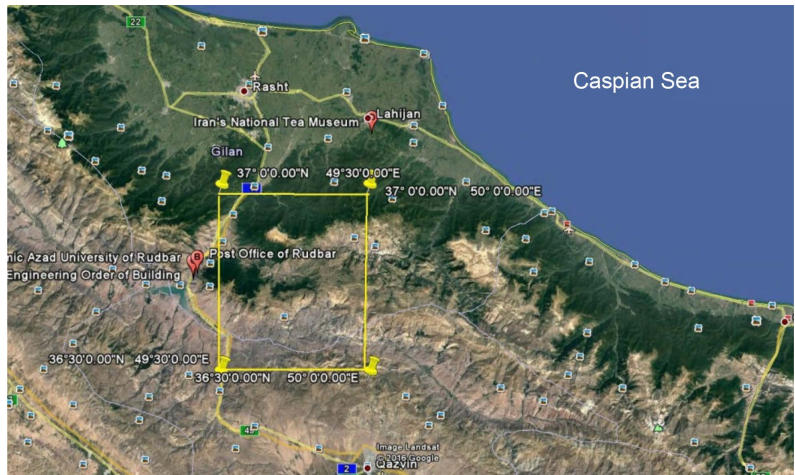 22
Caspian Sea
Rasht
Lahijan
Iran's National Tea Museum
Gilan
37° 0'0.00"N 49°30'0.00"E
37° 0'0.00"N 50° 0'0.00"E
mic Azad University of Rudbar
B
Post Office of Rudbar
Engineering Order of Building
36°30'0.00"N 49°30'0.00"E
36°30'0.00"N 50° 0'0.00"E
Image Landsat
© 2016 Google
2
Qazvin